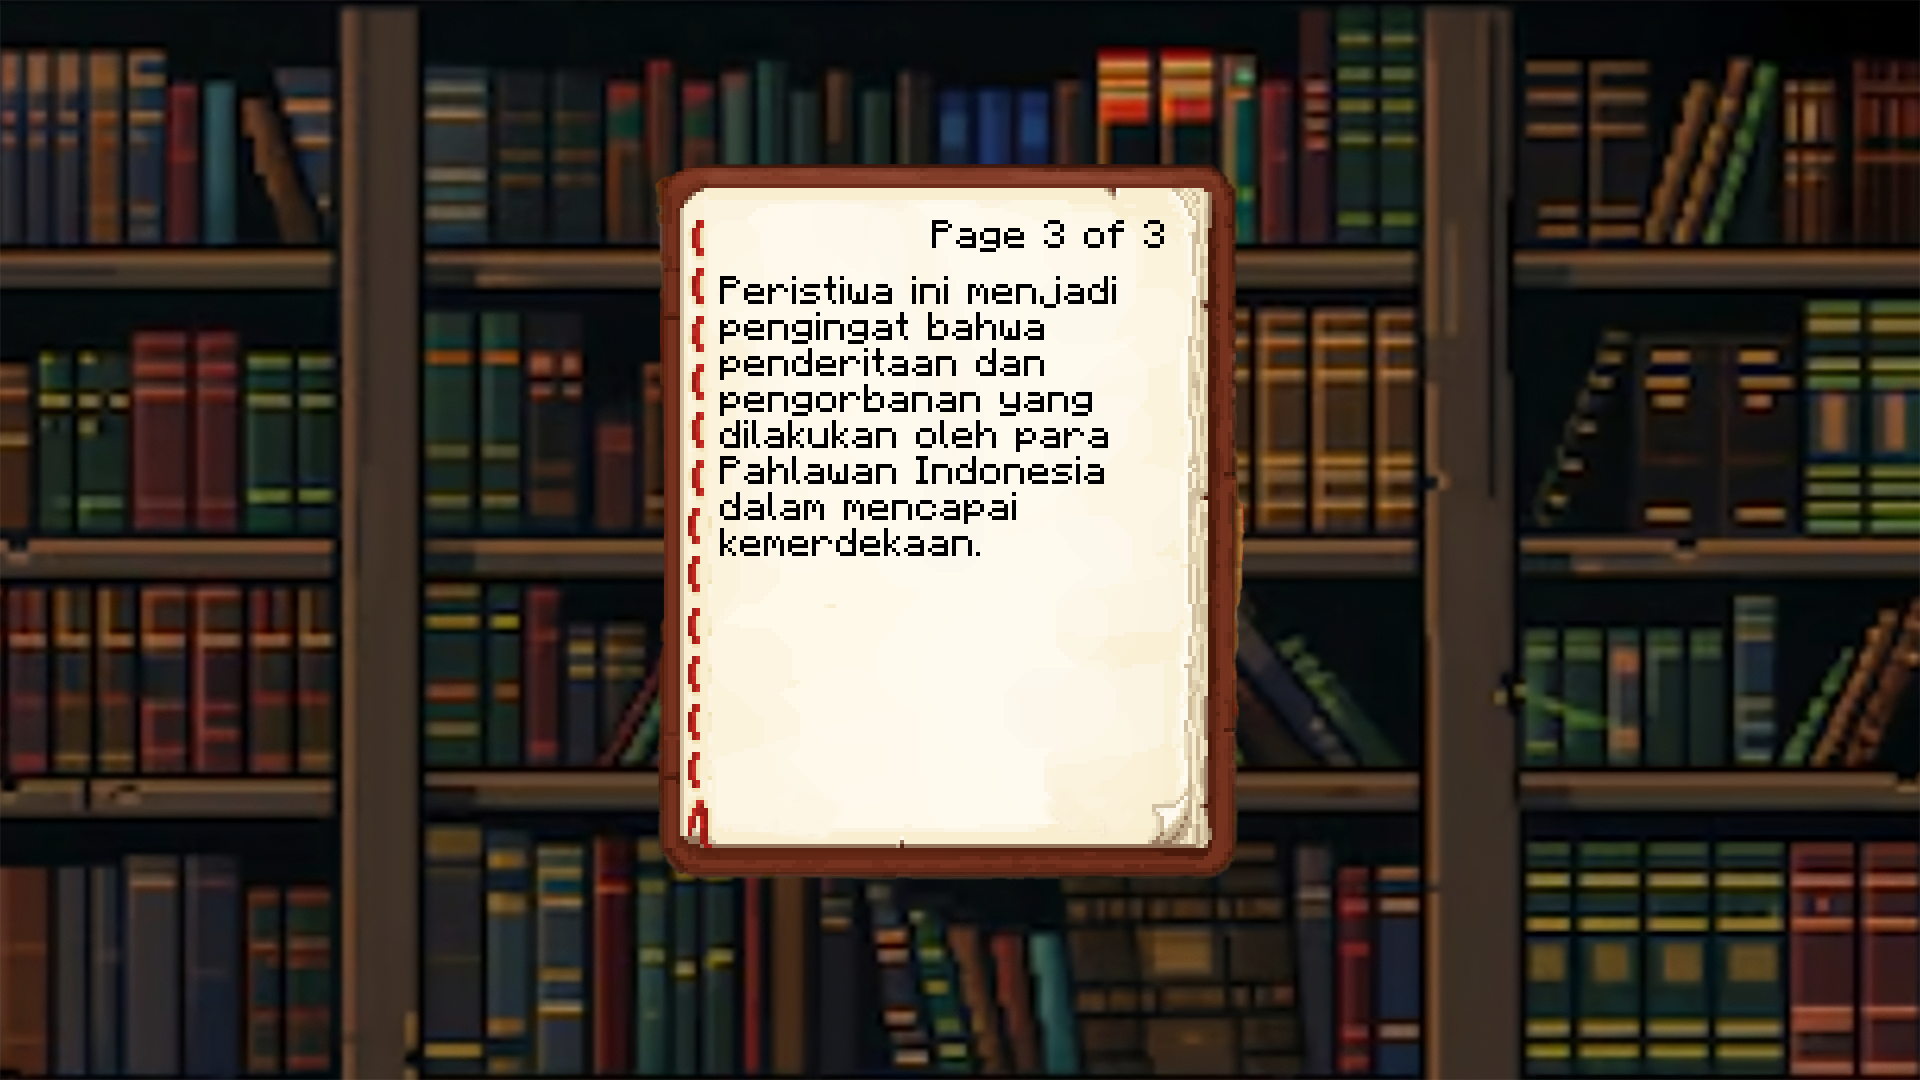 Page 3 of 3
Peristiwa ini menjadi
pengingat bahwa
penderitaan dan
pengorbanan yang
dilakukan oleh para
Pahlawan Indonesia
dalam mencapai
kemerdekaan.